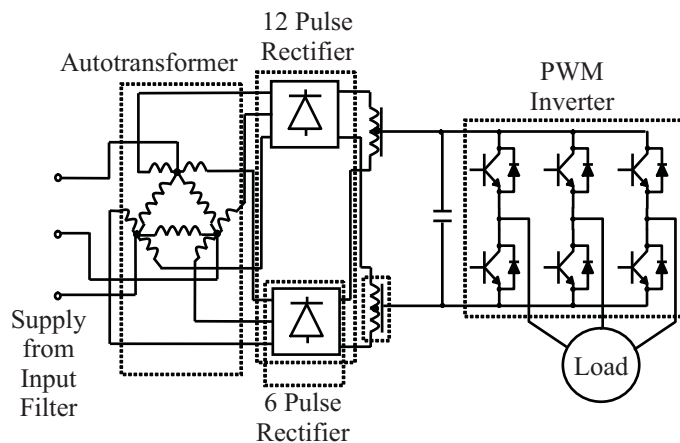 12 Pulse
Rectifier
Autotransformer
PWM
Inverter
Supply
from
Input
Filter
Load
6 Pulse
Rectifier